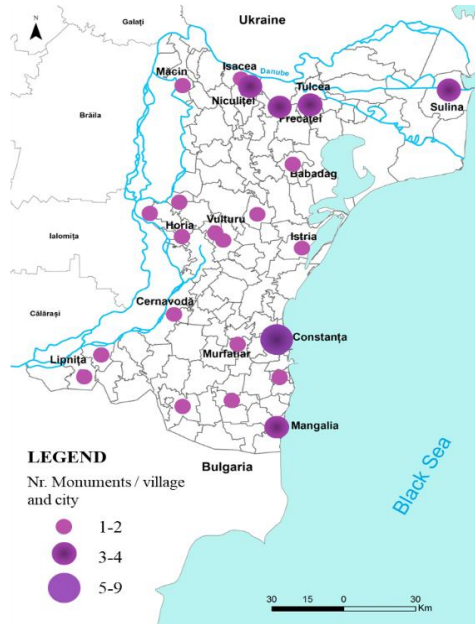 Ukraine
Galați
N
Isacea
Măcin
Danube
Tulcea
Niculițel
Sulina
Frecăței
Brăila
Babadag
Vulturu
Horia
Istria
Ialomița
Cernavodă
Călărași
Constanța
Murfatlar
Lipnița
Mangalia
LEGEND
Bulgaria
Nr. Monuments / village
and city
Black Sea
1-2
3-4
5-9
30 15 0 30
Km